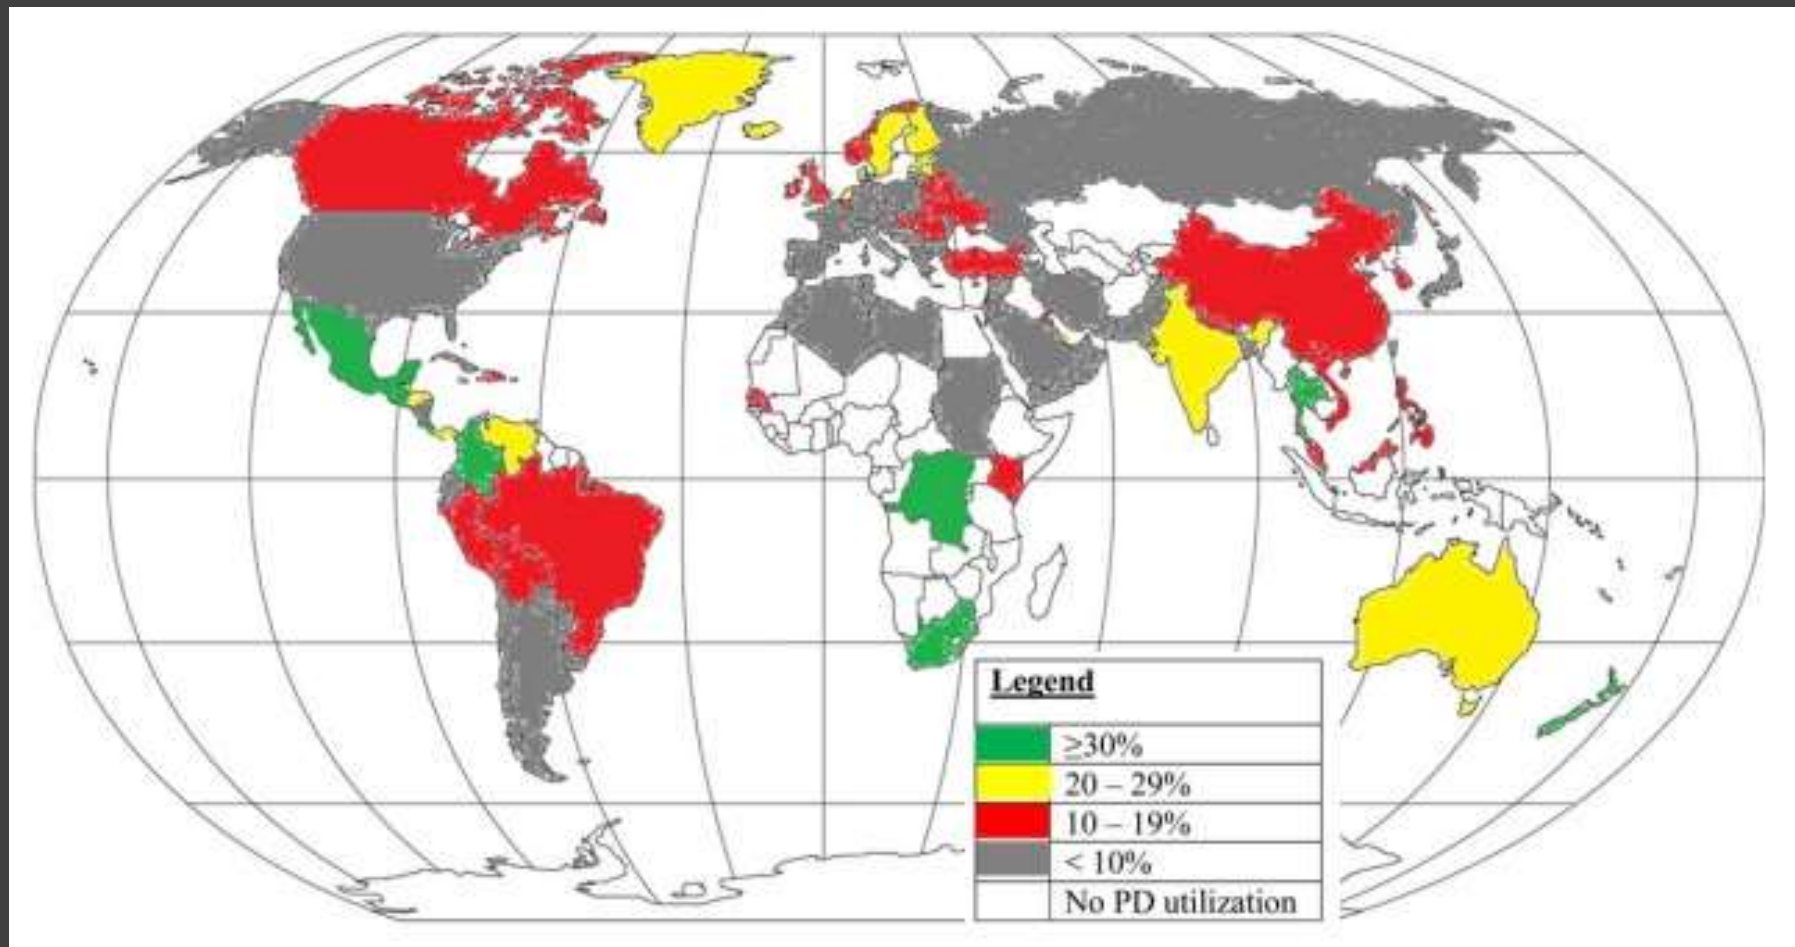 Legend
≥30%
20 – 29%
10 – 19%
< 10%
No PD utilization